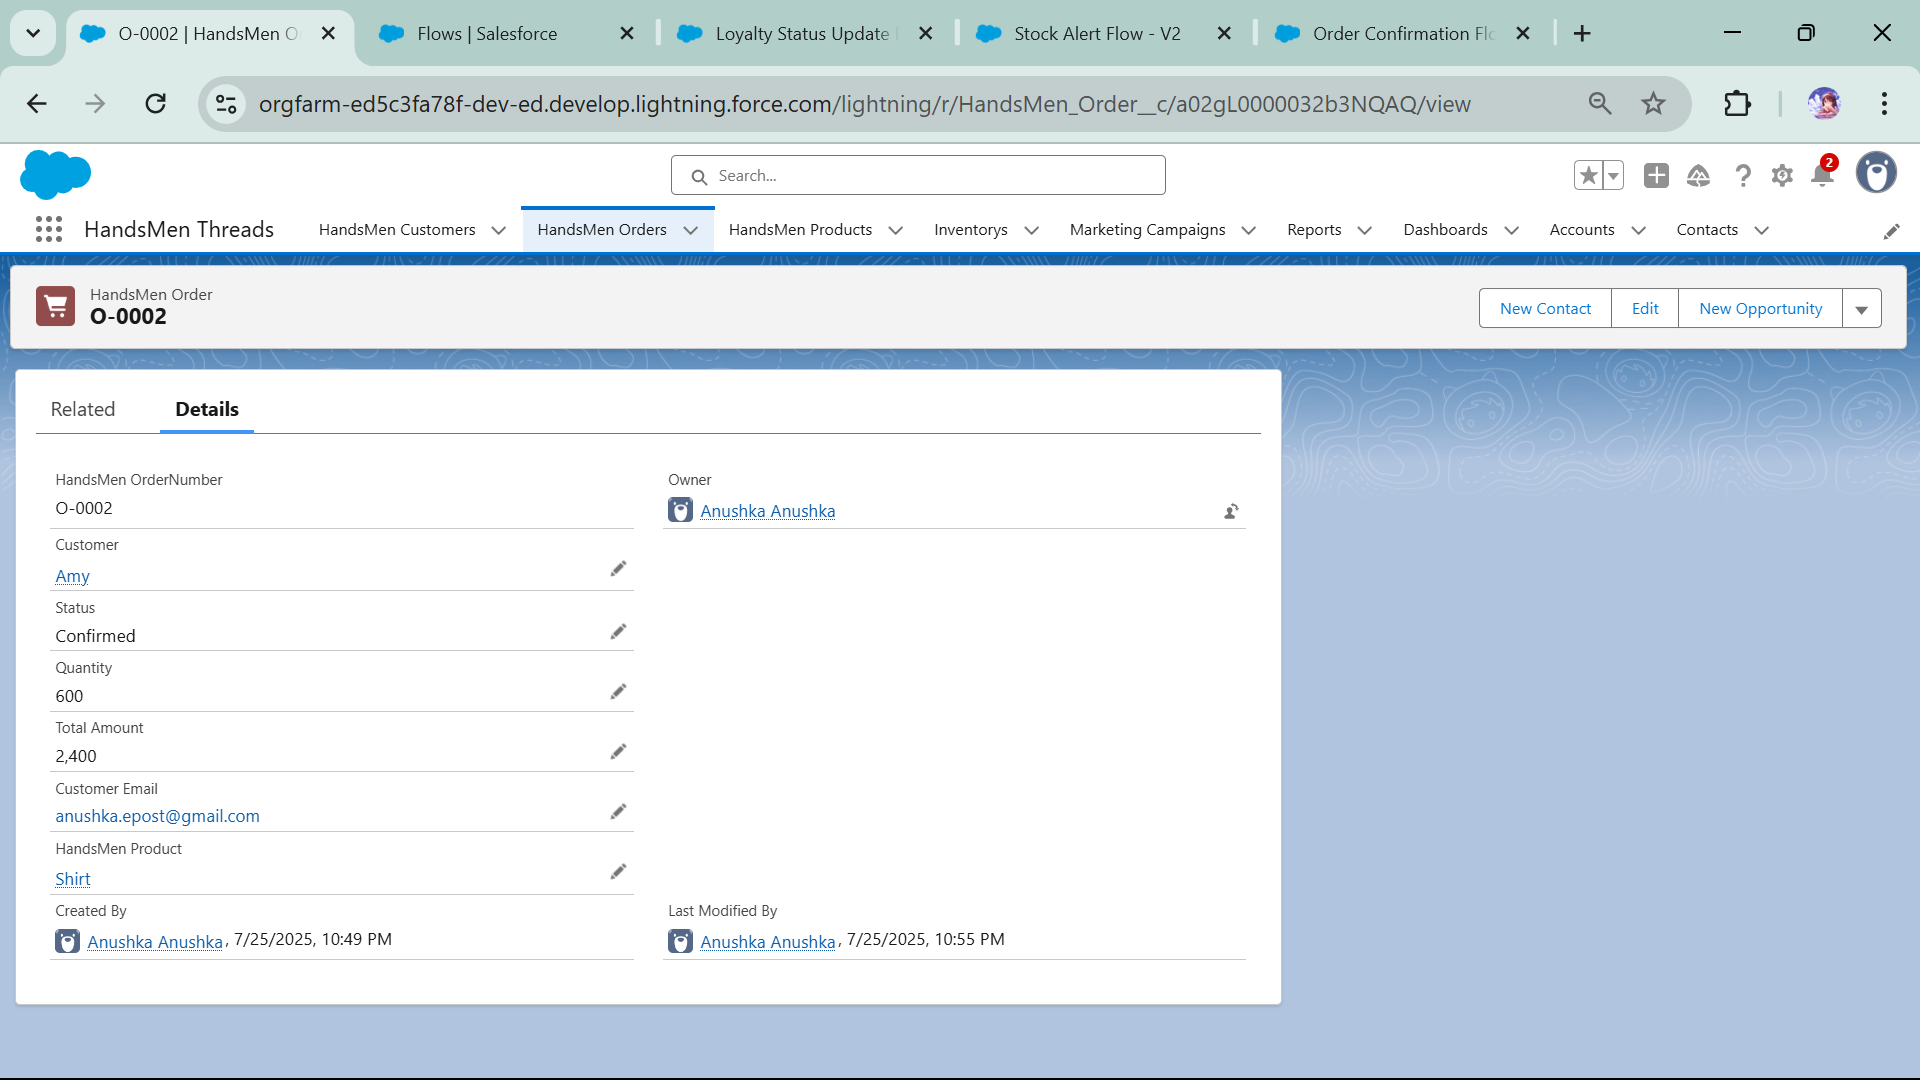 O-0002 | HandsMen O
Flows | Salesforce
Loyalty Status Update
Stock Alert Flow - V2
Order Confirmation Flo
orgfarm-ed5c3fa78f-dev-ed.develop.lightning.force.com/lightning/r/HandsMen_Order__c/a02gL0000032b3NQAQ/view
Search...
2
HandsMen Threads
HandsMen Customers
HandsMen Orders
HandsMen Products
Inventorys
Marketing Campaigns
Reports
Dashboards
Accounts
Contacts
HandsMen Order
O-0002
New Contact
Edit
New Opportunity
Related
Details
HandsMen OrderNumber
O-0002
Owner
Anushka Anushka
Customer
Amy
Status
Confirmed
Quantity
600
Total Amount
2,400
Customer Email
anushka.epost@gmail.com
HandsMen Product
Shirt
Created By
Anushka Anushka, 7/25/2025, 10:49 PM
Last Modified By
Anushka Anushka, 7/25/2025, 10:55 PM